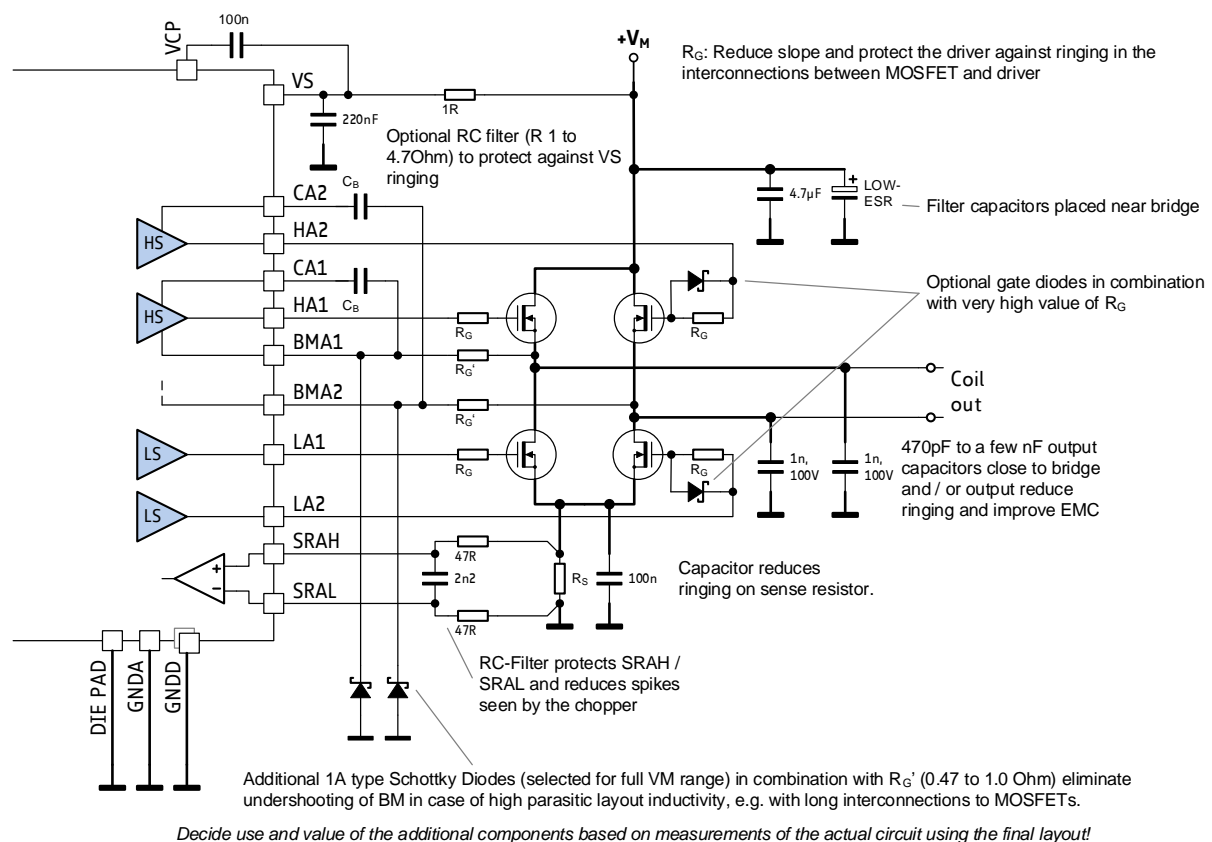 100n
VCP
+VM
RG: Reduce slope and protect the driver against ringing in the
interconnections between MOSFET and driver
VS
1R
220nF
Optional RC filter (R 1 to
4.7Ohm) to protect against VS
ringing
4.7µF
+
LOW-
ESR
Filter capacitors placed near bridge
CA2
CB
HS
HA2
CA1
CB
HS
HA1
RG
RG
Optional gate diodes in combination
with very high value of RG
BMA1
RG'
BMA2
RG'
Coil
out
LS
LA1
RG
RG
1n,
100V
1n,
100V
470pF to a few nF output
capacitors close to bridge
and / or output reduce
ringing and improve EMC
LS
LA2
SRAH
47R
+
−
2n2
RS
100n
Capacitor reduces
ringing on sense resistor.
SRAL
47R
DIE PAD
GNDA
GNDD
RC-Filter protects SRAH /
SRAL and reduces spikes
seen by the chopper
Additional 1A type Schottky Diodes (selected for full VM range) in combination with RG' (0.47 to 1.0 Ohm) eliminate
undershooting of BM in case of high parasitic layout inductivity, e.g. with long interconnections to MOSFETs.
Decide use and value of the additional components based on measurements of the actual circuit using the final layout!